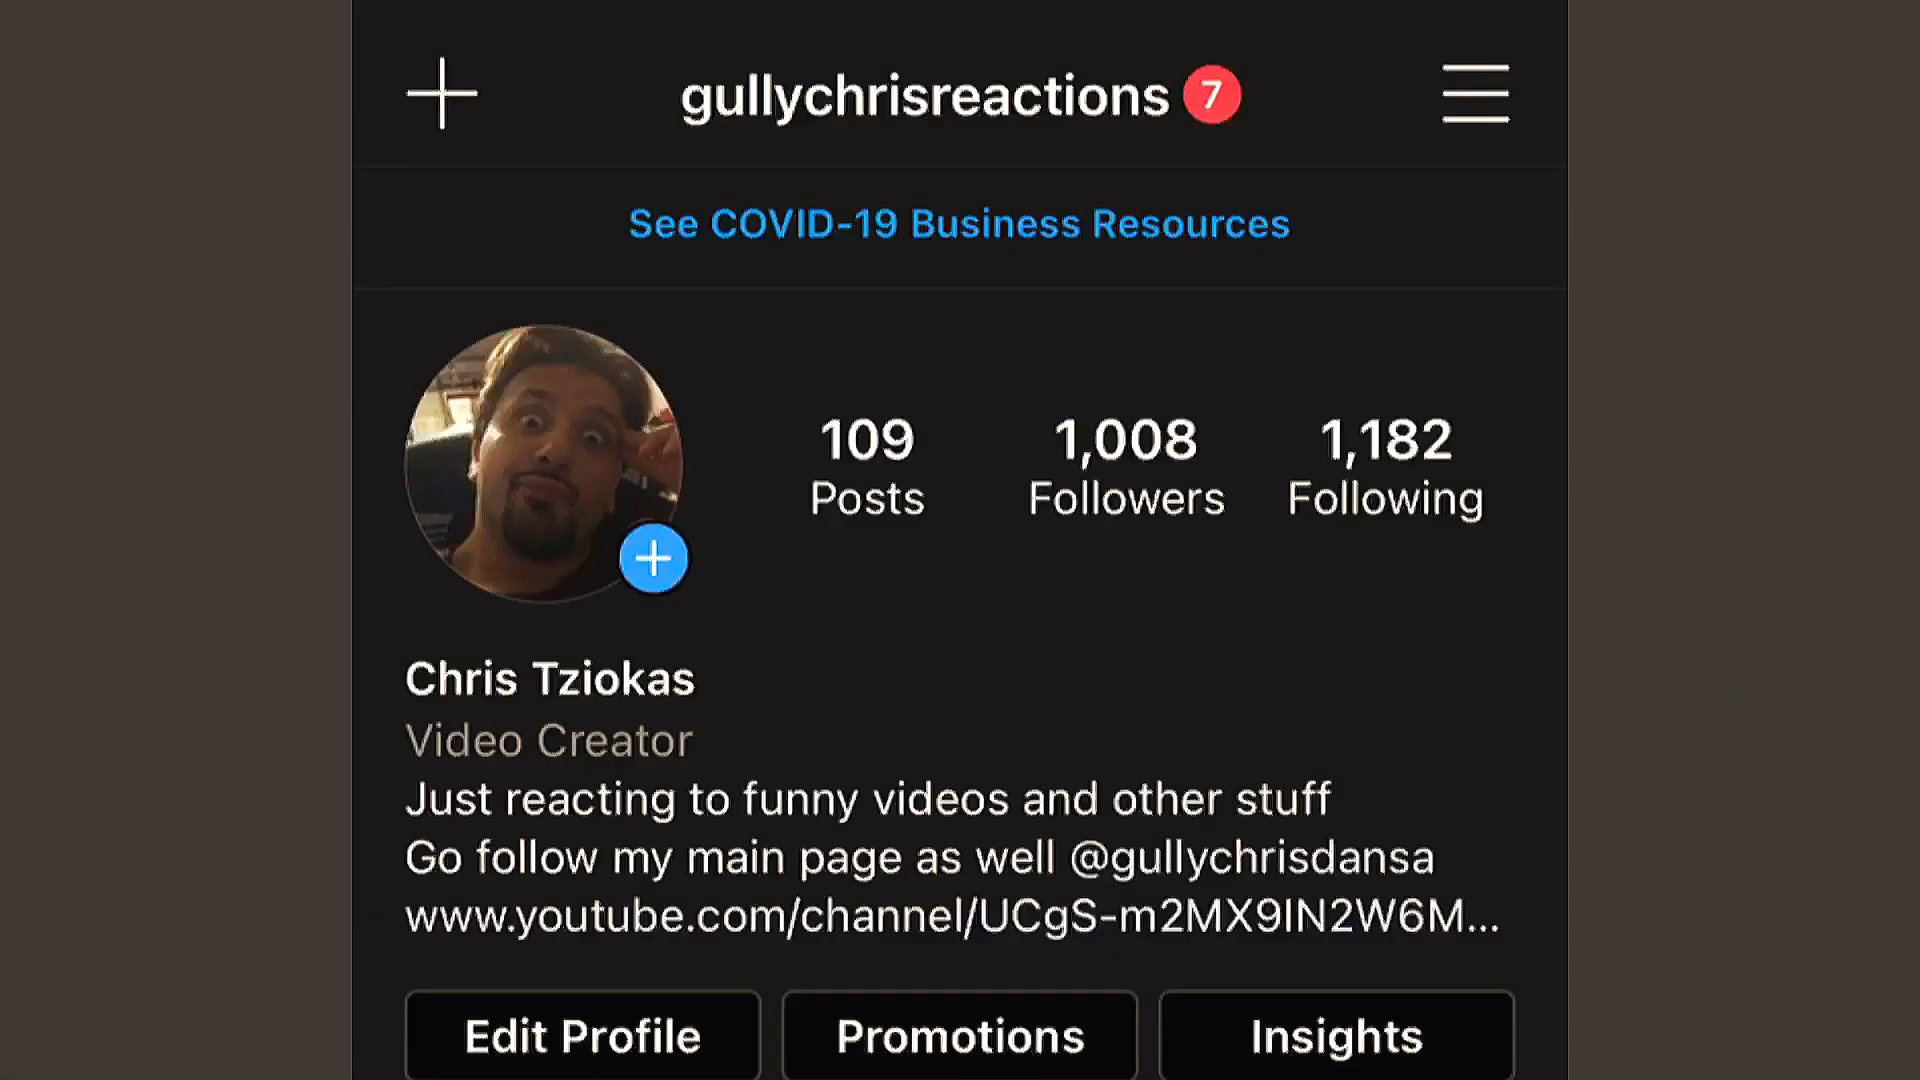 gullychrisreactions 7
See COVID-19 Business Resources
109 1,008 1,182
Posts Followers Following
Chris Tziokas
Video Creator
Just reacting to funny videos and other stuff
Go follow my main page as well @gullychrisdansa
www.youtube.com/channel/UCgS-m2MX9IN2W6M...
Edit Profile Promotions Insights